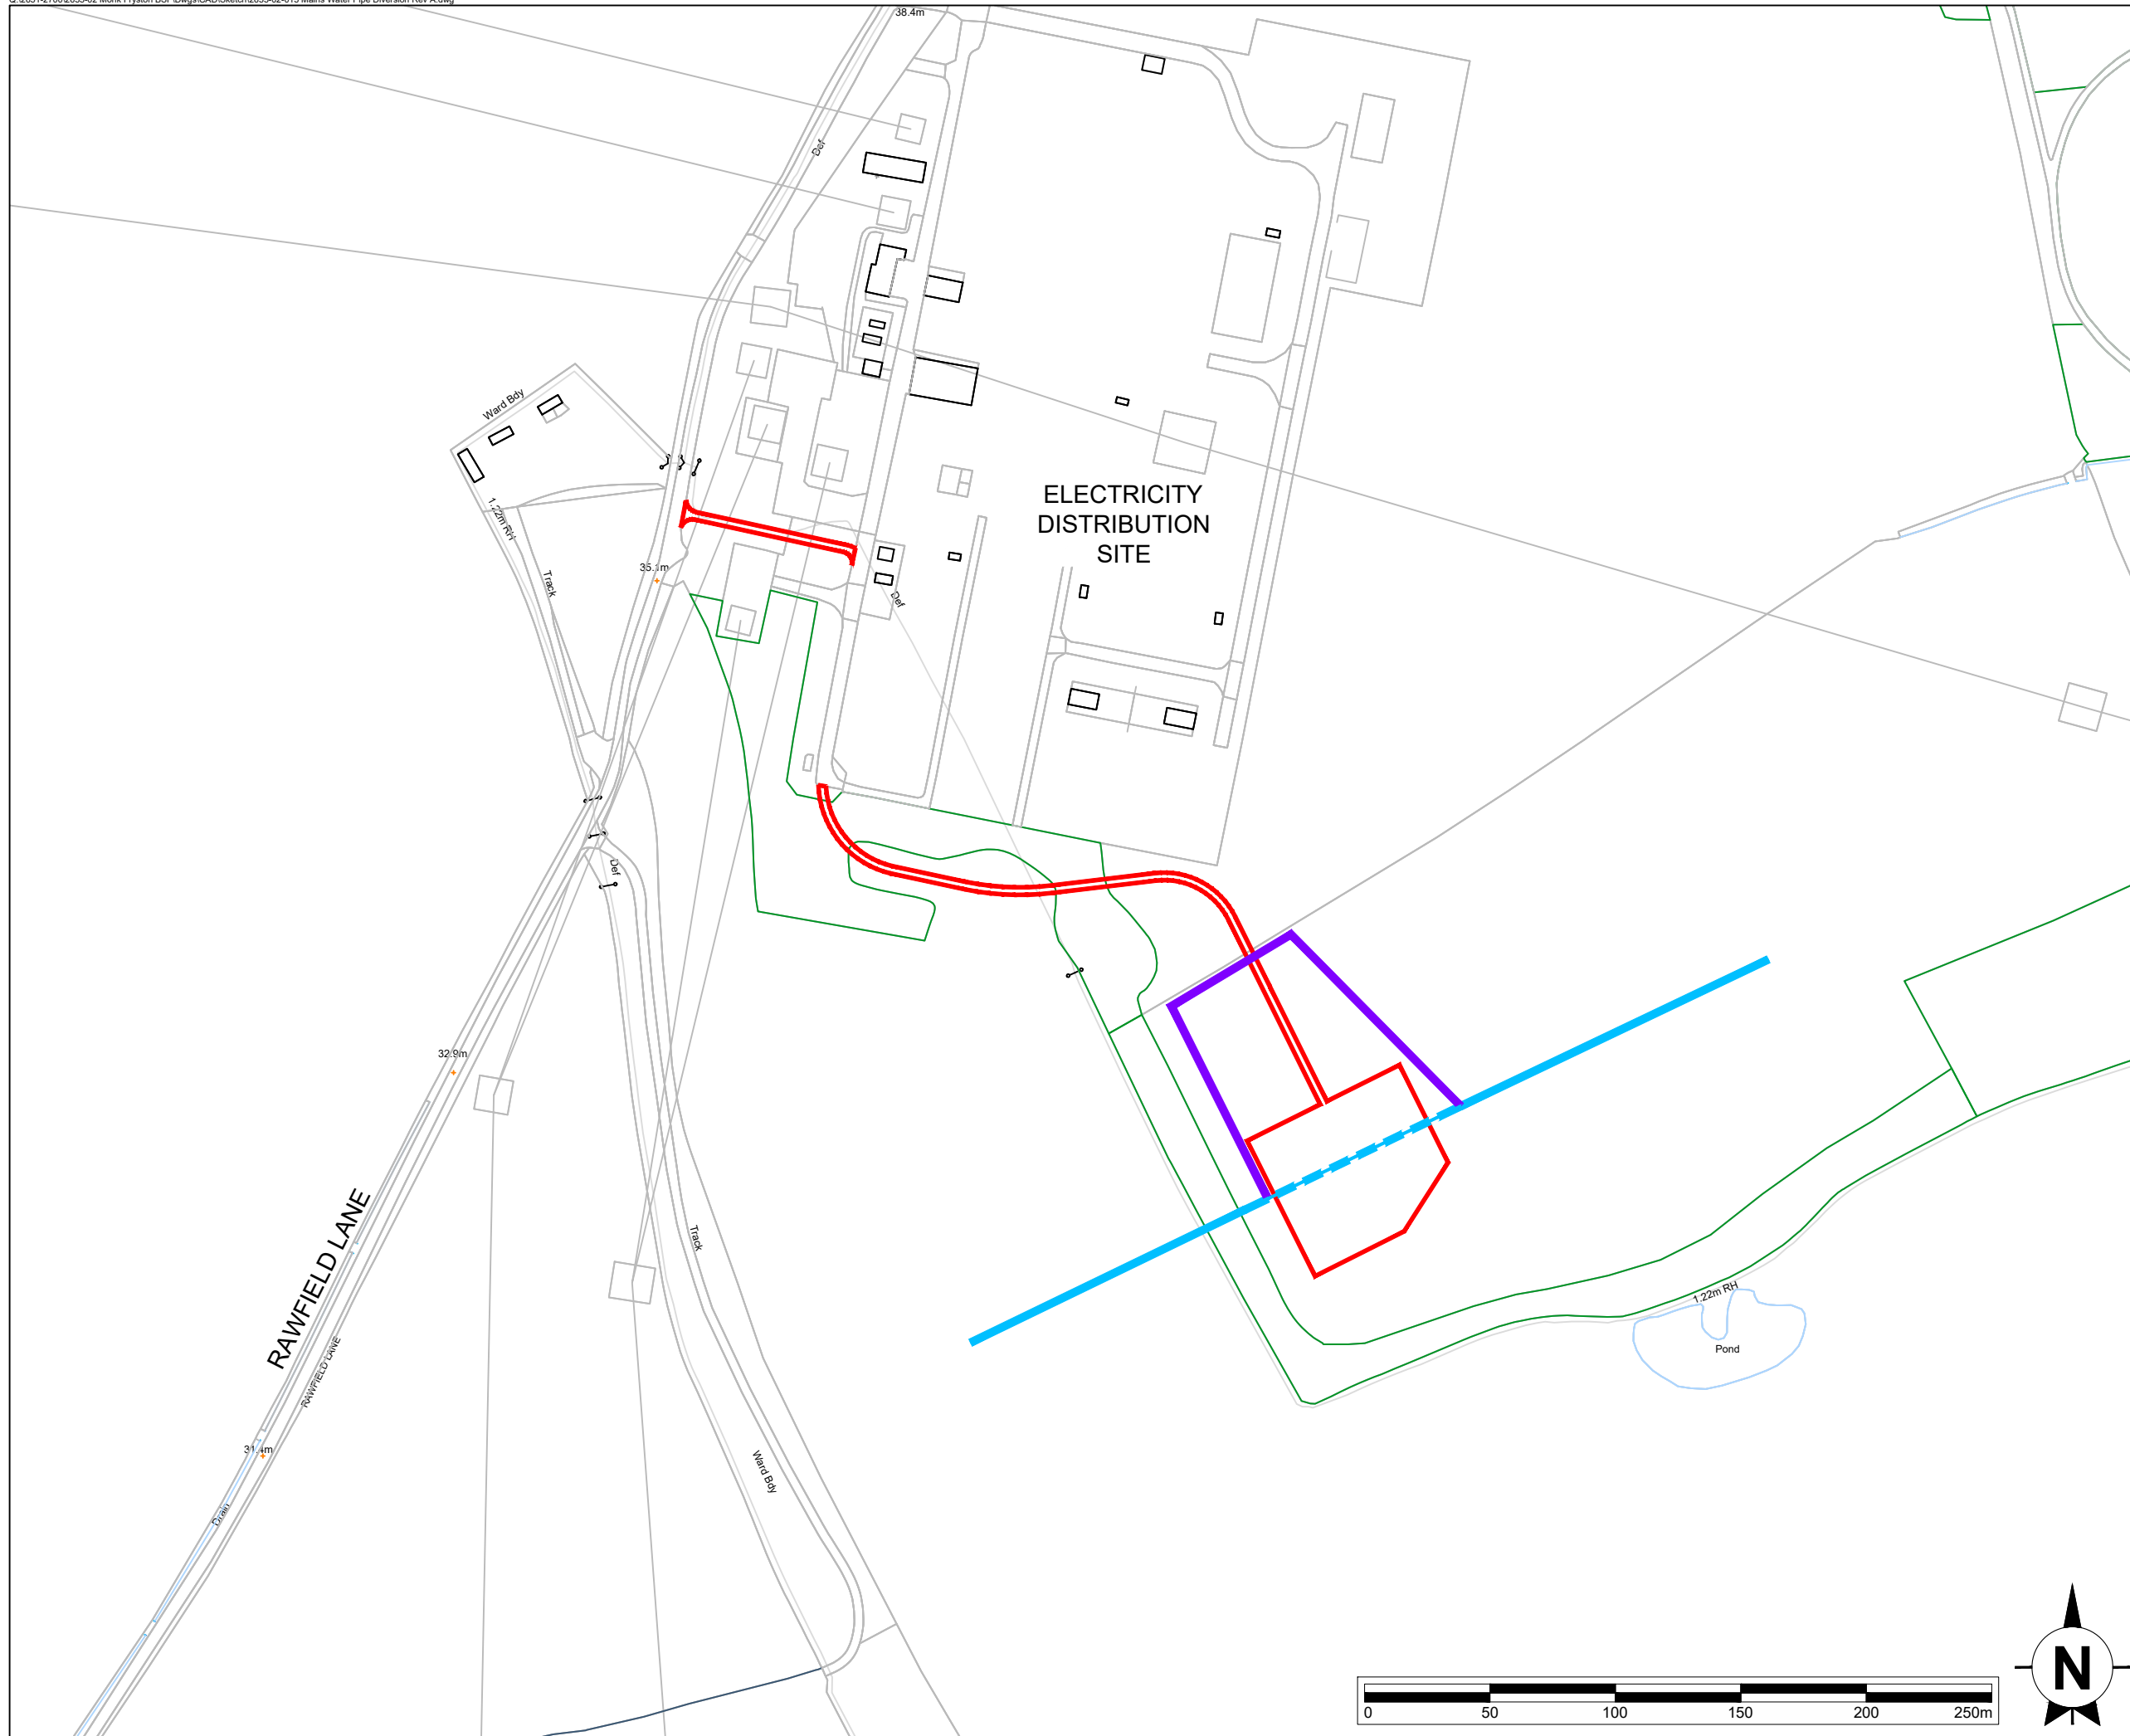 38.4m
Def
Ward Bdy
1.22m RH
Track
ELECTRICITY
DISTRIBUTION
SITE
35.1m
Def
Def
32.9m
RAWFIELD LANE
RAWFIELD LANE
Track
1.22m RH
Pond
31.4m
Ward Bdy
Drain
0 50 100 150 200 250m
N